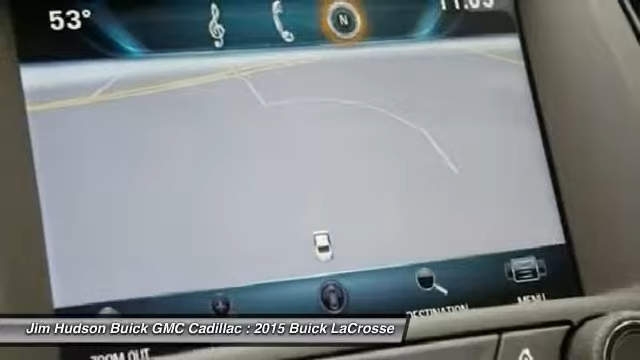 53°
N
Jim Hudson Buick GMC Cadillac : 2015 Buick LaCrosse
DESTINATION
MENU
ZOOM OUT